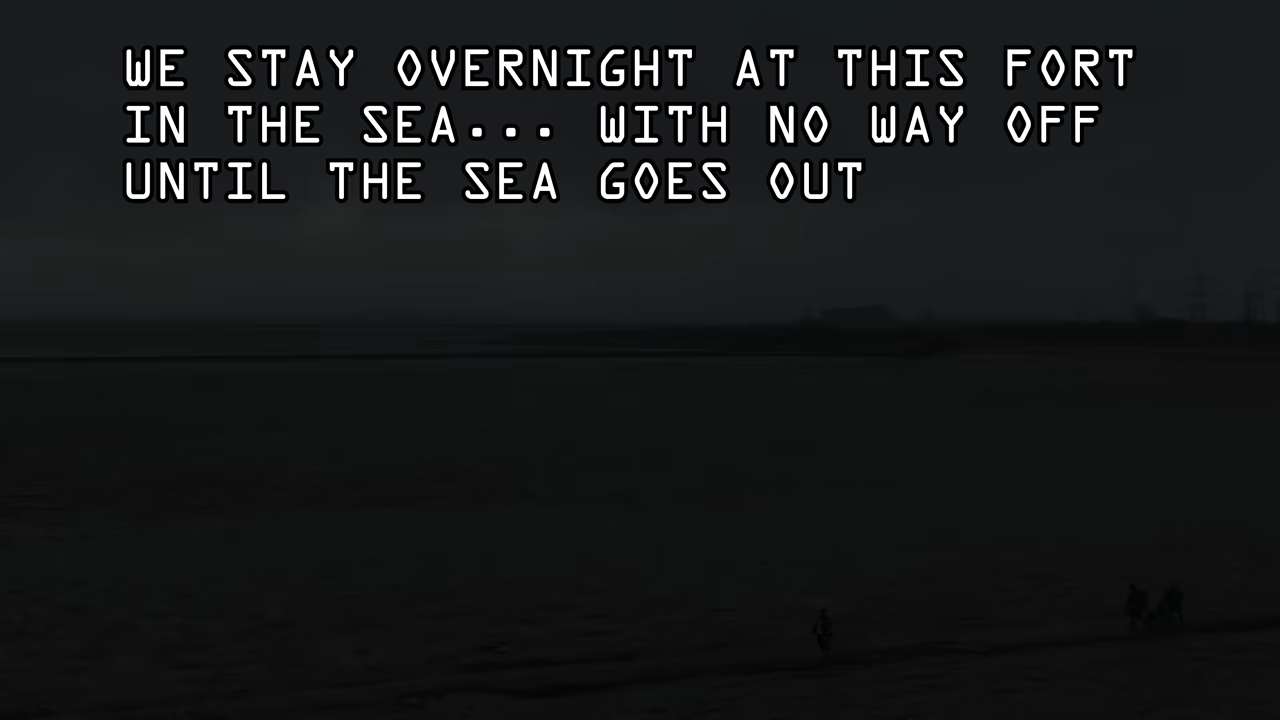 WE STAY OVERNIGHT AT THIS FORT
IN THE SEA... WITH NO WAY OFF
UNTIL THE SEA GOES OUT